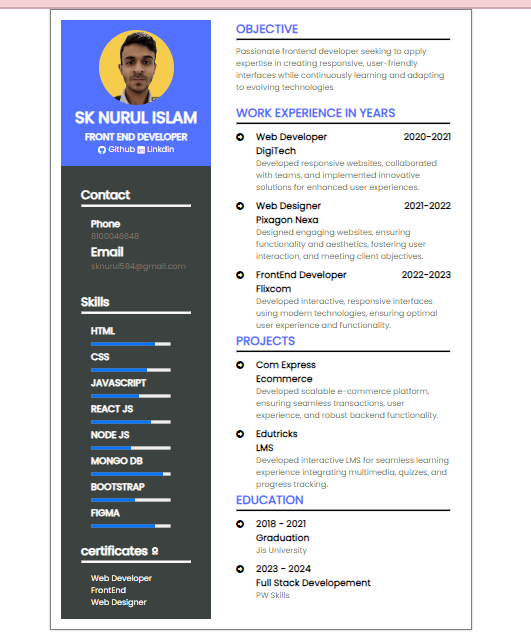 SK NURUL ISLAM
FRONT END DEVELOPER
Github Linkdin
Contact
Phone
8100046648
Email
sknurul584@gmail.com
Skills
HTML
CSS
JAVASCRIPT
REACT JS
NODE JS
MONGO DB
BOOTSTRAP
FIGMA
certificates
Web Developer
FrontEnd
Web Designer
OBJECTIVE
Passionate frontend developer seeking to apply
expertise in creating responsive, user-friendly
interfaces while continuously learning and adapting
to evolving technologies
WORK EXPERIENCE IN YEARS
Web Developer 2020-2021
DigiTech
Developed responsive websites, collaborated
with teams, and implemented innovative
solutions for enhanced user experiences.
Web Designer 2021-2022
Pixagon Nexa
Designed engaging websites, ensuring
functionality and aesthetics, fostering user
interaction, and meeting client objectives.
FrontEnd Developer 2022-2023
Flixcom
Developed interactive, responsive interfaces
using modern technologies, ensuring optimal
user experience and functionality.
PROJECTS
Com Express
Ecommerce
Developed scalable e-commerce platform,
ensuring seamless transactions, user
experience, and robust backend functionality.
Edutricks
LMS
Developed interactive LMS for seamless learning
experience integrating multimedia, quizzes, and
progress tracking.
EDUCATION
2018 - 2021
Graduation
Jis University
2023 - 2024
Full Stack Developement
PW Skills